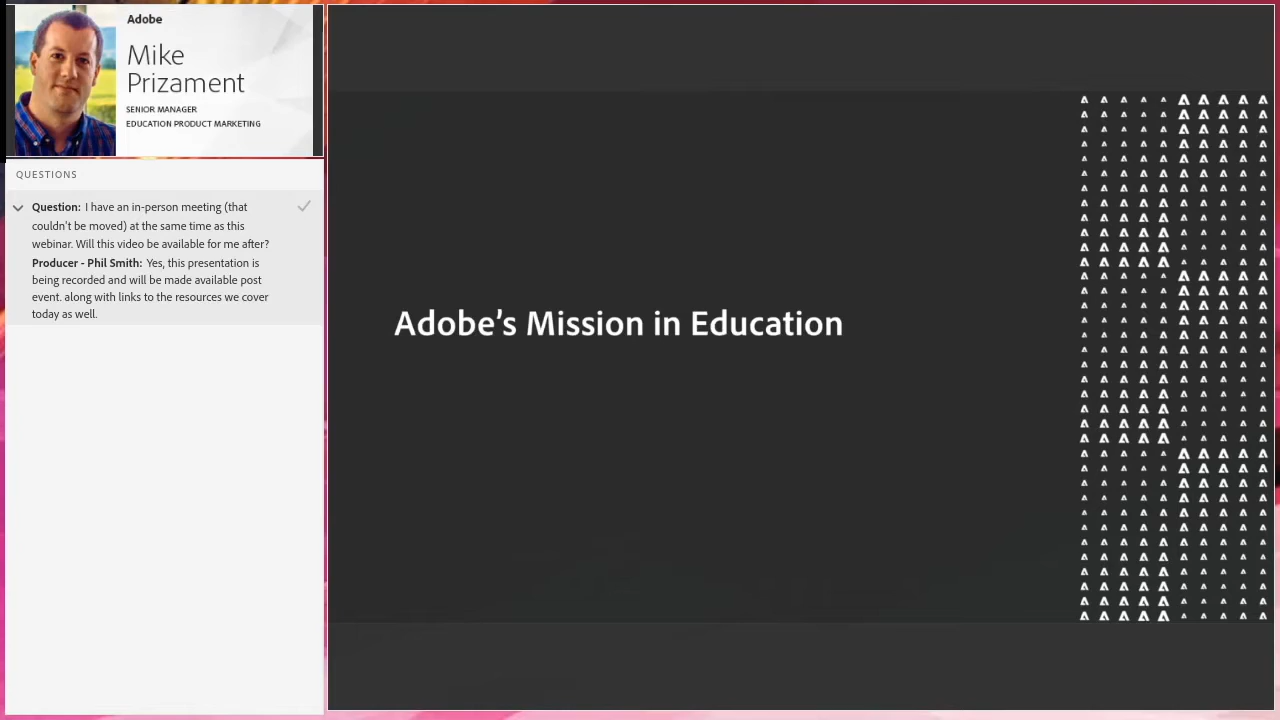 Adobe
Mike
Prizament
SENIOR MANAGER
EDUCATION PRODUCT MARKETING
QUESTIONS
Question: I have an in-person meeting (that
couldn't be moved) at the same time as this
webinar. Will this video be available for me after?
Producer - Phil Smith: Yes, this presentation is
being recorded and will be made available post
event. along with links to the resources we cover
today as well.
Adobe’s Mission in Education